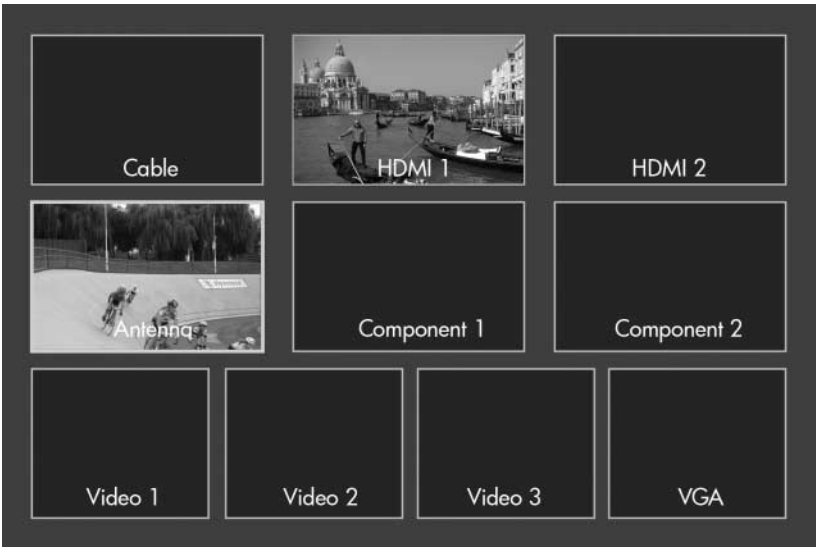 Cable
HDMI 1
HDMI 2
Antenna
Component 1
Component 2
Video 1
Video 2
Video 3
VGA